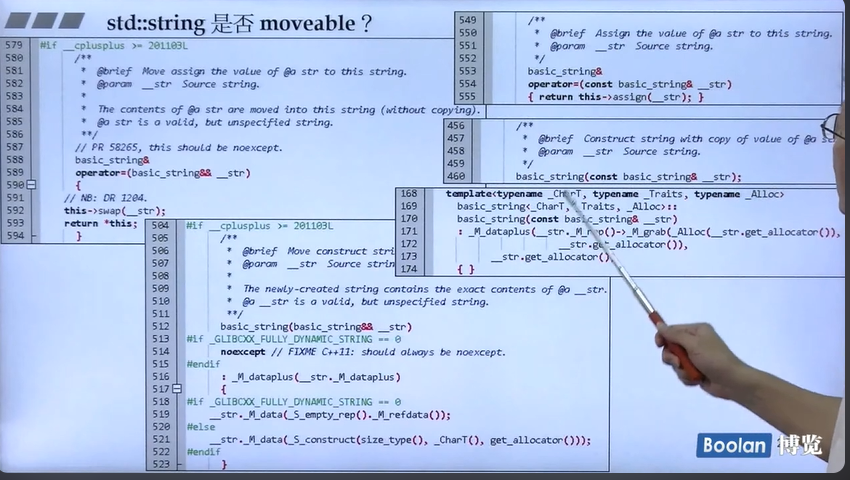 std::string 是否 moveable？
579 #if __cplusplus >= 201103L
580 /**
581 * @brief Move assign the value of @a str to this string.
582 * @param __str Source string.
583 *
584 * The contents of @a str are moved into this string (without copying).
585 * @a str is a valid, but unspecified string.
586 **/
587 // PR 58265, this should be noexcept.
588 basic_string&
589 operator=(basic_string&& __str)
590 {
591 // NB: DR 1204.
592 this->swap(__str);
593 return *this;
594 }
549 /**
550 * @brief Assign the value of @a str to this string.
551 * @param __str Source string.
552 */
553 basic_string&
554 operator=(const basic_string& __str)
555 { return this->assign(__str); }
456 /**
457 * @brief Construct string with copy of value of @a
458 * @param __str Source string.
459 */
460 basic_string(const basic_string& __str);
168 template<typename _CharT, typename _Traits, typename _Alloc>
169 basic_string<_CharT, _Traits, _Alloc>::
170 basic_string(const basic_string& __str)
171 : _M_dataplus(__str._M_rep()->_M_grab(_Alloc(__str.get_allocator()),
172 __str.get_allocator()),
173 __str.get_allocator()
174 { }
504 #if __cplusplus >= 201103L
505 /**
506 * @brief Move construct
507 * @param __str Source
508 *
509 * The newly-created string contains the exact contents of @a __str.
510 * @a __str is a valid, but unspecified string.
511 **/
512 basic_string(basic_string&& __str)
513 #if _GLIBCXX_FULLY_DYNAMIC_STRING == 0
514 noexcept // FIXME C++11: should always be noexcept.
515 #endif
516 : _M_dataplus(__str._M_dataplus)
517 {
518 #if _GLIBCXX_FULLY_DYNAMIC_STRING == 0
519 __str._M_data(_S_empty_rep()._M_refdata());
520 #else
521 __str._M_data(_S_construct(size_type(), _CharT(), get_allocator()));
522 #endif
523 }
Boolan 博览